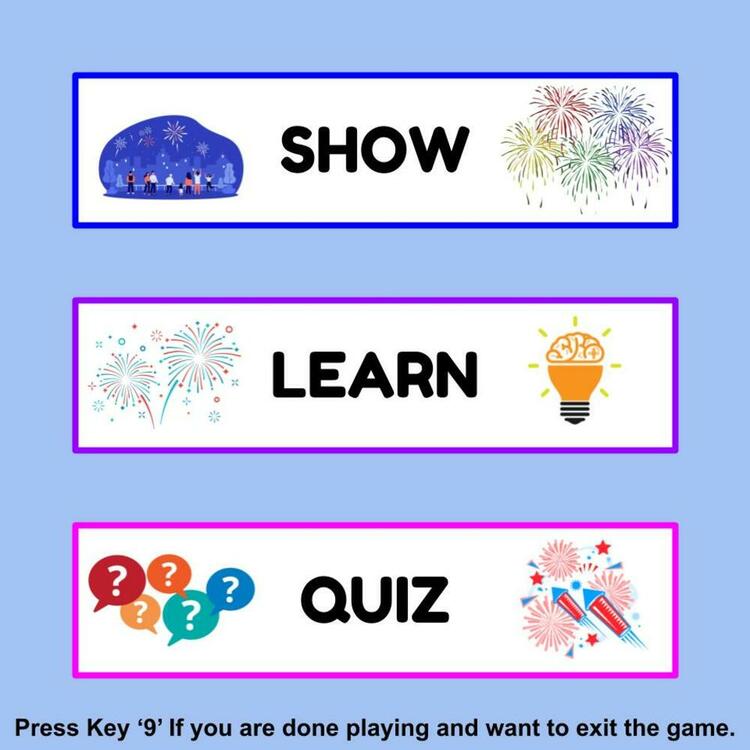 SHOW
LEARN
? ? ? ? ?
QUIZ
Press Key ‘9’ If you are done playing and want to exit the game.